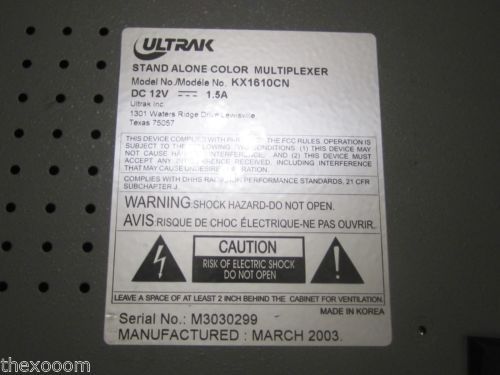 ULTRAK
STAND ALONE COLOR MULTIPLEXER
Model No./Modéle No. KX1610CN
DC 12V 1.5A
Ultrak Inc.
1301 Waters Ridge Drive Lewisville
Texas 75057
THIS DEVICE COMPLIES WITH PART OF THE FCC RULES. OPERATION IS
SUBJECT TO THE FOLLOWING TWO CONDITIONS (1) THIS DEVICE MAY
NOT CAUSE HARMFUL INTERFERENCE, AND (2) THIS DEVICE MUST
ACCEPT ANY INTERFERENCE RECEIVED, INCLUDING INTERFERENCE
THAT MAY CAUSE UNDESIRED OPERATION.
COMPLIES WITH DHHS RADIATION PERFORMANCE STANDARDS, 21 CFR
SUBCHAPTER J.
WARNING:SHOCK HAZARD-DO NOT OPEN.
AVIS:RISQUE DE CHOC ÉLECTRIQUE-NE PAS OUVRIR.
CAUTION
RISK OF ELECTRIC SHOCK
DO NOT OPEN
LEAVE A SPACE OF AT LEAST 2 INCH BEHIND THE CABINET FOR VENTILATION.
MADE IN KOREA
Serial No.: M3030299
MANUFACTURED : MARCH 2003.
thexooom